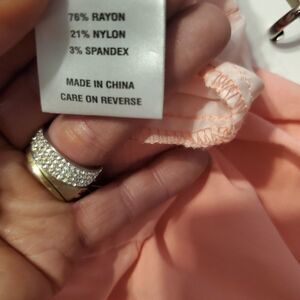 76% RAYON
21% NYLON
3% SPANDEX
MADE IN CHINA
CARE ON REVERSE